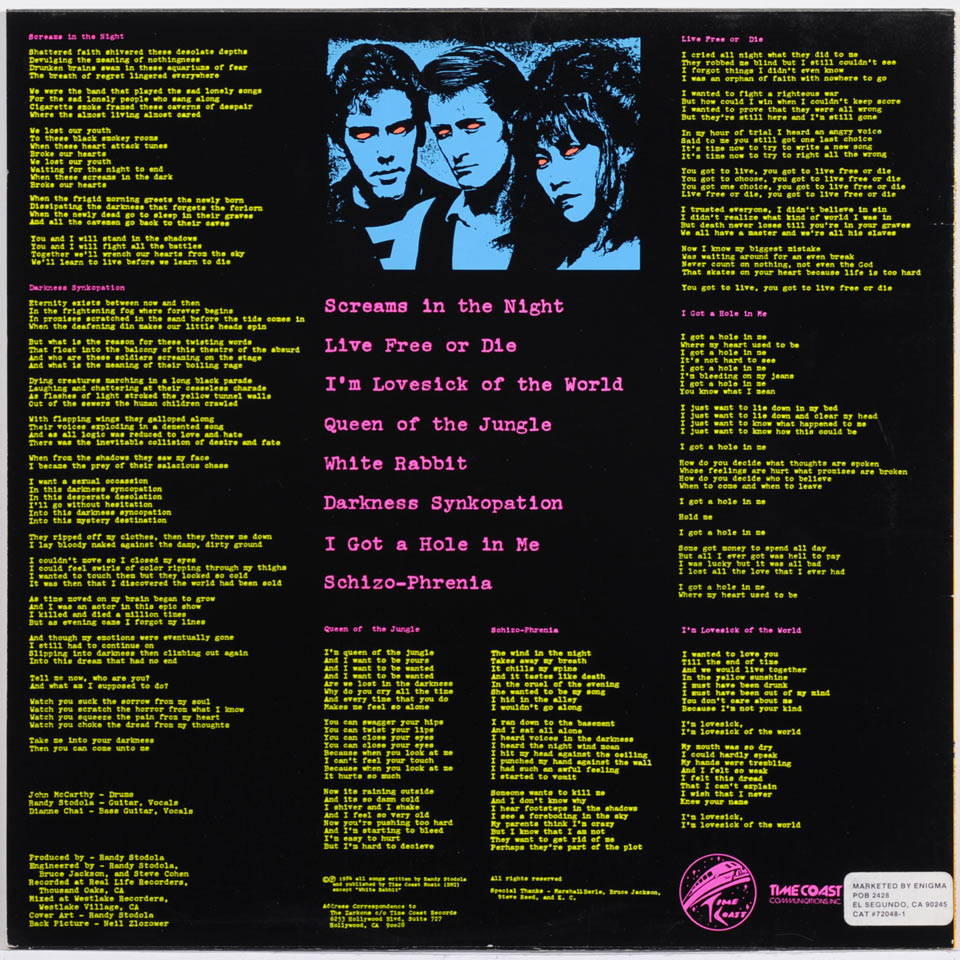 Screams in the Night
Shattered faith shivered these desolate depths
Devulging the meaning of nothingness
Drunken brains swam in these aquariums of fear
The breath of regret lingered everywhere
We were the band that played the sad lonely songs
For the sad lonely people who sang along
Cigarette smoke framed these caverns of despair
Where the almost living almost cared
We lost our youth
To these black smokey rooms
When these heart attack tunes
Broke our hearts
We lost our youth
Waiting for the night to end
When these screams in the dark
Broke our hearts
When the frigid morning greets the newly born
Dissipating the darkness that forgets the forlorn
When the newly dead go to sleep in their graves
And all the caveman go back to their caves
You and I will stand in the shadows
You and I will fight all the battles
Together we'll wrench our hearts from the sky
We'll learn to live before we learn to die
Darkness Synkopation
Eternity exists between now and then
In the frightening fog where forever begins
In promises scratched in the sand before the tide comes in
When the deafening din makes our little heads spin
But what is the reason for these twisting words
That float into the balcony of this theatre of the absurd
And who are these soldiers screaming on the stage
And what is the meaning of their boiling rage
Dying creatures marching in a long black parade
Laughing and chattering at their ceaseless charade
As flashes of light stroked the yellow tunnel walls
Out of the sewers the human children crawled
With flapping wings they galloped along
Their voices exploding in a demented song
And as all logic was reduced to love and hate
There was the inevitable collision of desire and fate
When from the shadows they saw my face
I became the prey of their salacious chase
I want a sexual occassion
In this darkness syncopation
In this desperate desolation
I'll go without hesitation
Into this darkness syncopation
Into this mystery destination
They ripped off my clothes, then they threw me down
I lay bloody naked against the damp, dirty ground
I couldn't move so I closed my eyes
I could feel swirls of color ripping through my thighs
I wanted to touch them but they looked so cold
It was then that I discovered the world had been sold
As time moved on my brain began to grow
And I was an actor in this epic show
I killed and died a million times
But as evening came I forgot my lines
And though my emotions were eventually gone
I still had to continue on
Slipping into darkness then climbing out again
Into this dream that had no end
Tell me now, who are you?
And what am I supposed to do?
Watch you suck the sorrow from my soul
Watch you scratch the horror from what I know
Watch you squeeze the pain from my heart
Watch you choke the dread from my thoughts
Take me into your darkness
Then you can come unto me
John McCarthy - Drums
Randy Stodola - Guitar, Vocals
Dianne Chai - Bass Guitar, Vocals
Produced by - Randy Stodola
Engineered by - Randy Stodola,
Bruce Jackson, and Steve Cohen
Recorded at Real Life Recorders,
Thousand Oaks, CA
Mixed at Westlake Recorders,
Westlake Village, CA
Cover Art - Randy Stodola
Back Picture - Neil Zlozower
Screams in the Night
Live Free or Die
I'm Lovesick of the World
Queen of the Jungle
White Rabbit
Darkness Synkopation
I Got a Hole in Me
Schizo-Phrenia
Queen of the Jungle
I'm queen of the jungle
And I want to be yours
And I want to be wanted
And I want to be wanted
Are we lost in the darkness
Why do you cry all the time
And every time that you do
Makes me feel so alone
You can swagger your hips
You can twist your lips
You can close your eyes
You can close your eyes
Because when you look at me
I can't feel your touch
Because when you look at me
It hurts so much
Now its raining outside
And its so damn cold
I shiver and I shake
And I feel so very old
Now you're pushing too hard
And I'm starting to bleed
I'm easy to hurt
But I'm hard to decieve
©℗ 1986 all songs written by Randy Stodola
and published by Time Coast Music (BMI)
except "White Rabbit"
Address Correspondence to
The Zarkons c/o Time Coast Records
8253 Hollywood Blvd, Suite 727
Hollywood, CA 90028
Schizo-Phrenia
The wind in the night
Takes away my breath
It chills my spine
And it tastes like death
In the cruel of the evening
She wanted to be my song
I hid in the alley
I wouldn't go along
I ran down to the basement
And I sat all alone
I heard voices in the darkness
I heard the night wind moan
I hit my head against the ceiling
I punched my hand against the wall
I had such an awful feeling
I started to vomit
Someone wants to kill me
And I don't know why
I hear footsteps in the shadows
I see a foreboding in the sky
My parents think I'm crazy
But I know that I am not
They want to get rid of me
Perhaps they're part of the plot
All rights reserved
Special Thanks - Marshall Berle, Bruce Jackson,
Steve Reed, and K. C.
Live Free or Die
I cried all night what they did to me
They robbed me blind but I still couldn't see
I forgot things I didn't even know
I was an orphan of faith with nowhere to go
I wanted to fight a righteous war
But how could I win when I couldn't keep score
I wanted to prove that they were all wrong
But they're still here and I'm still gone
In my hour of trial I heard an angry voice
Said to me you still got one last choice
It's time now to try to write a new song
It's time now to try to right all the wrong
You got to live, you got to live free or die
You got to choose, you got to live free or die
You got one choice, you got to live free or die
Live free or die, you got to live free or die
I trusted everyone, I didn't believe in sin
I didn't realize what kind of world I was in
But death never loses till you're in your graves
We all have a master and we're all his slaves
Now I know my biggest mistake
Was waiting around for an even break
Never count on nothing, not even the God
That skates on your heart because life is too hard
You got to live, you got to live free or die
I Got a Hole in Me
I got a hole in me
Where my heart used to be
I got a hole in me
It's not hard to see
I got a hole in me
I'm bleeding on my jeans
I got a hole in me
You know what I mean
I just want to lie down in my bed
I just want to lie down and clear my head
I just want to know what happened to me
I just want to know how this could be
I got a hole in me
How do you decide what thoughts are spoken
Whose feelings are hurt what promises are broken
How do you decide who to believe
When to come and when to leave
I got a hole in me
Hold me
I got a hole in me
Some got money to spend all day
But all I ever got was hell to pay
I was lucky but it was all bad
I lost all the love that I ever had
I got a hole in me
Where my heart used to be
I'm Lovesick of the World
I wanted to love you
Till the end of time
And we would live together
In the yellow sunshine
I must have been drunk
I must have been out of my mind
You don't care about me
Because I'm not your kind
I'm lovesick,
I'm lovesick of the world
My mouth was so dry
I could hardly speak
My hands were trembling
And I felt so weak
I felt this dread
That I can't explain
I wish that I never
Knew your name
I'm lovesick,
I'm lovesick of the world
TIME COAST
TIME COAST
COMMUNICATIONS, INC
MARKETED BY ENIGMA
POB 2428
EL SEGUNDO, CA 90245
CAT #72048-1